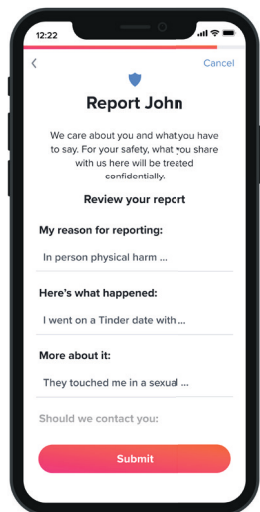 12:22
Cancel
Report John
We care about you and what you have
to say. For your safety, what you share
with us here will be treated
confidentially.
Review your report
My reason for reporting:
In person physical harm ...
Here's what happened:
I went on a Tinder date with...
More about it:
They touched me in a sexual ...
Should we contact you:
Submit